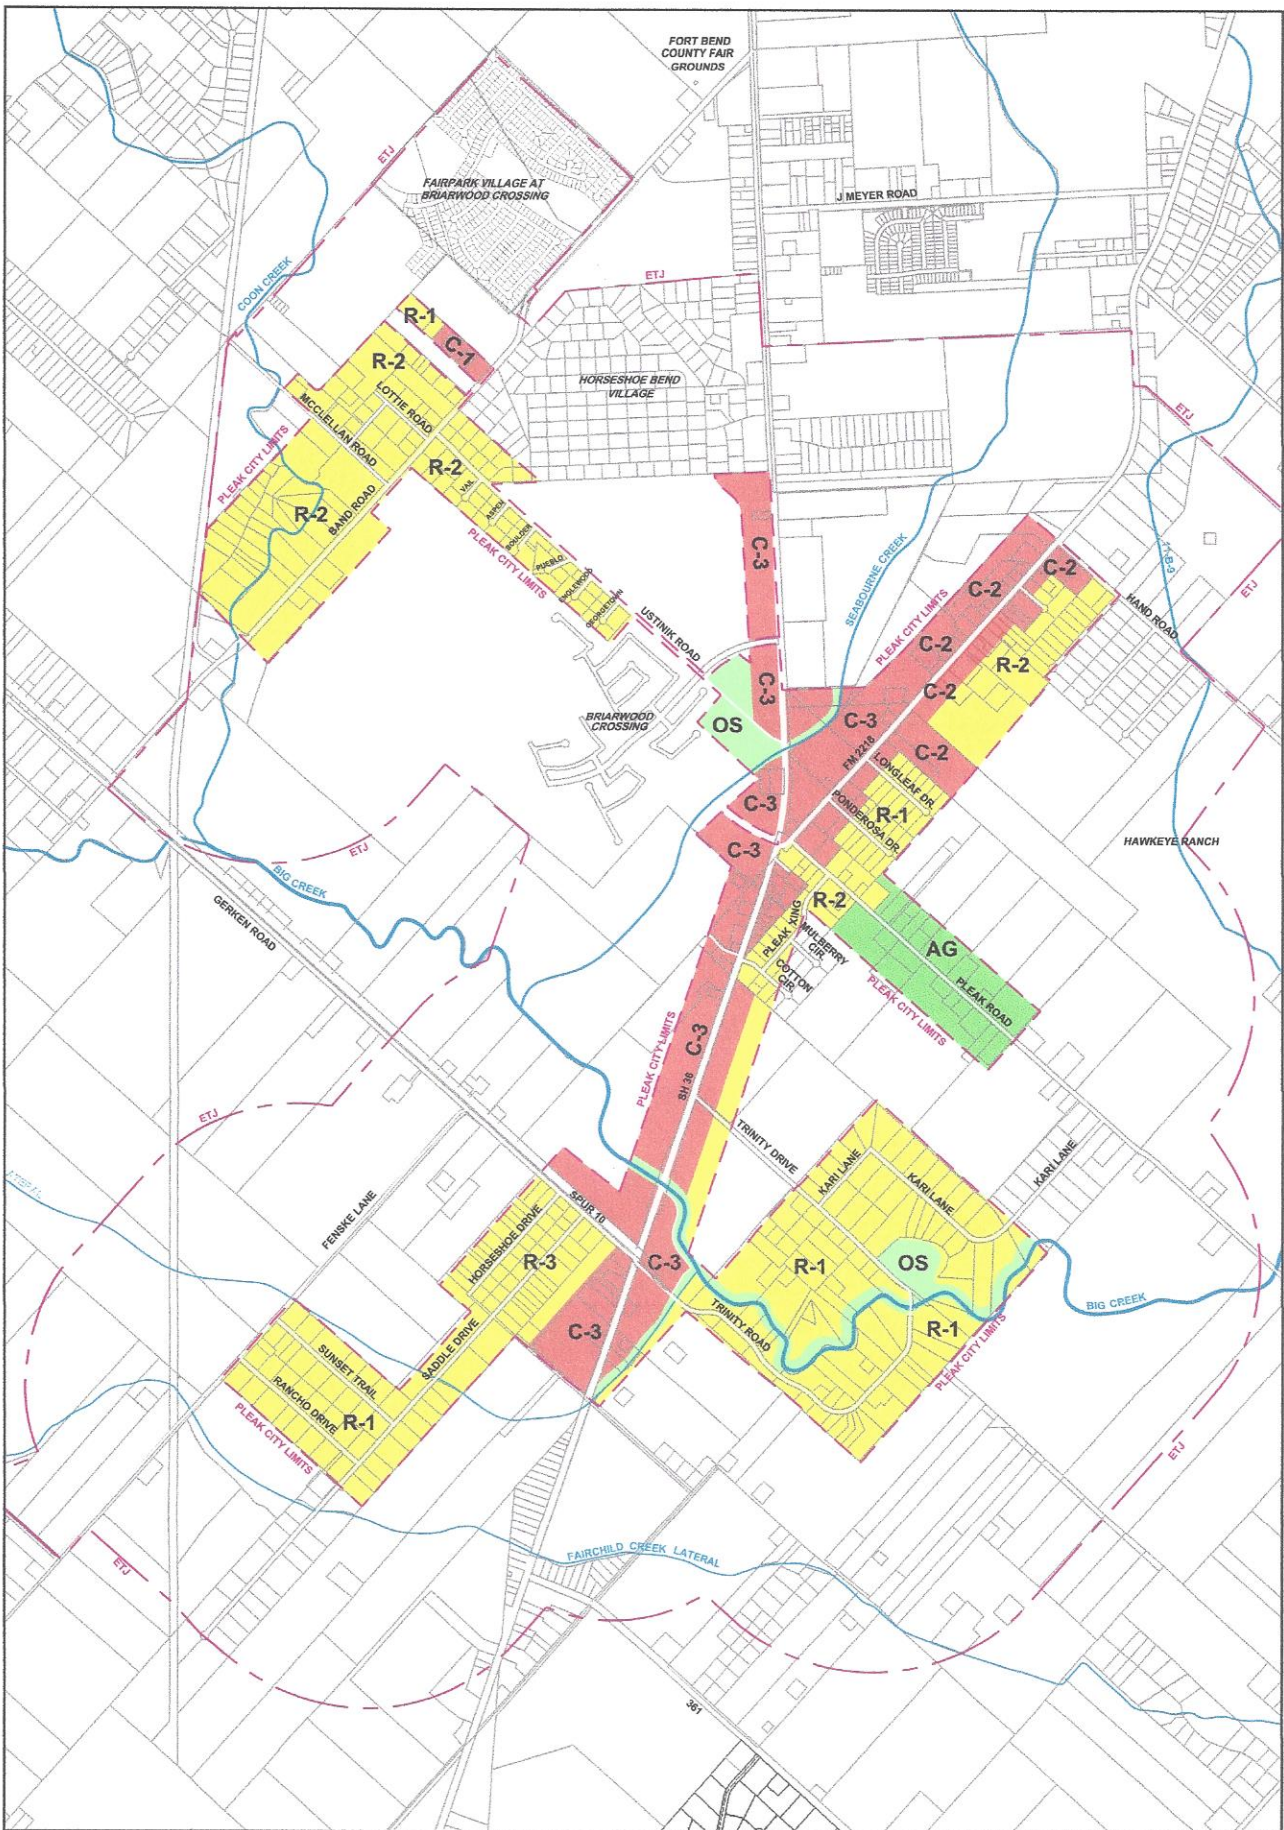 FORT BEND
COUNTY FAIR
GROUNDS
ETJ
FAIRPARK VILLAGE AT
BRIARWOOD CROSSING
J MEYER ROAD
COON CREEK
ETJ
R-1
C-1
R-2
HORSESHOE BEND
VILLAGE
LOTTIE ROAD
MCCLELLAN ROAD
ETJ
PLEAK CITY LIMITS
R-2
VAIL
ASPEN
BOULDER
PUEBLO
ENGLEWOOD
GEORGETOWN
R-2
BAND ROAD
PLEAK CITY LIMITS
C-3
SEABOURNE CREEK
11-B-9
C-2
C-2
ETJ
HAND ROAD
PLEAK CITY LIMITS
USTINIK ROAD
C-2
R-2
C-3
C-2
BRIARWOOD
CROSSING
OS
C-3
FM 2218
C-2
LONGLEAF DR.
C-3
R-1
PONDEROSA DR.
HAWKEYE RANCH
ETJ
C-3
BIG CREEK
GERKEN ROAD
R-2
PLEAK XING
MULBERRY
CIR.
AG
COTTON
CIR.
PLEAK ROAD
PLEAK CITY LIMITS
C-3
PLEAK CITY LIMITS
SH 36
ETJ
TRINITY DRIVE
KARI LANE
KARI LANE
KARI LANE
FENSKE LANE
SPUR 10
HORSESHOE DRIVE
R-3
C-3
R-1
OS
BIG CREEK
TRINITY ROAD
R-1
C-3
SADDLE DRIVE
SUNSET TRAIL
RANCHO DRIVE
R-1
PLEAK CITY LIMITS
PLEAK CITY LIMITS
ETJ
ETJ
FAIRCHILD CREEK LATERAL
361